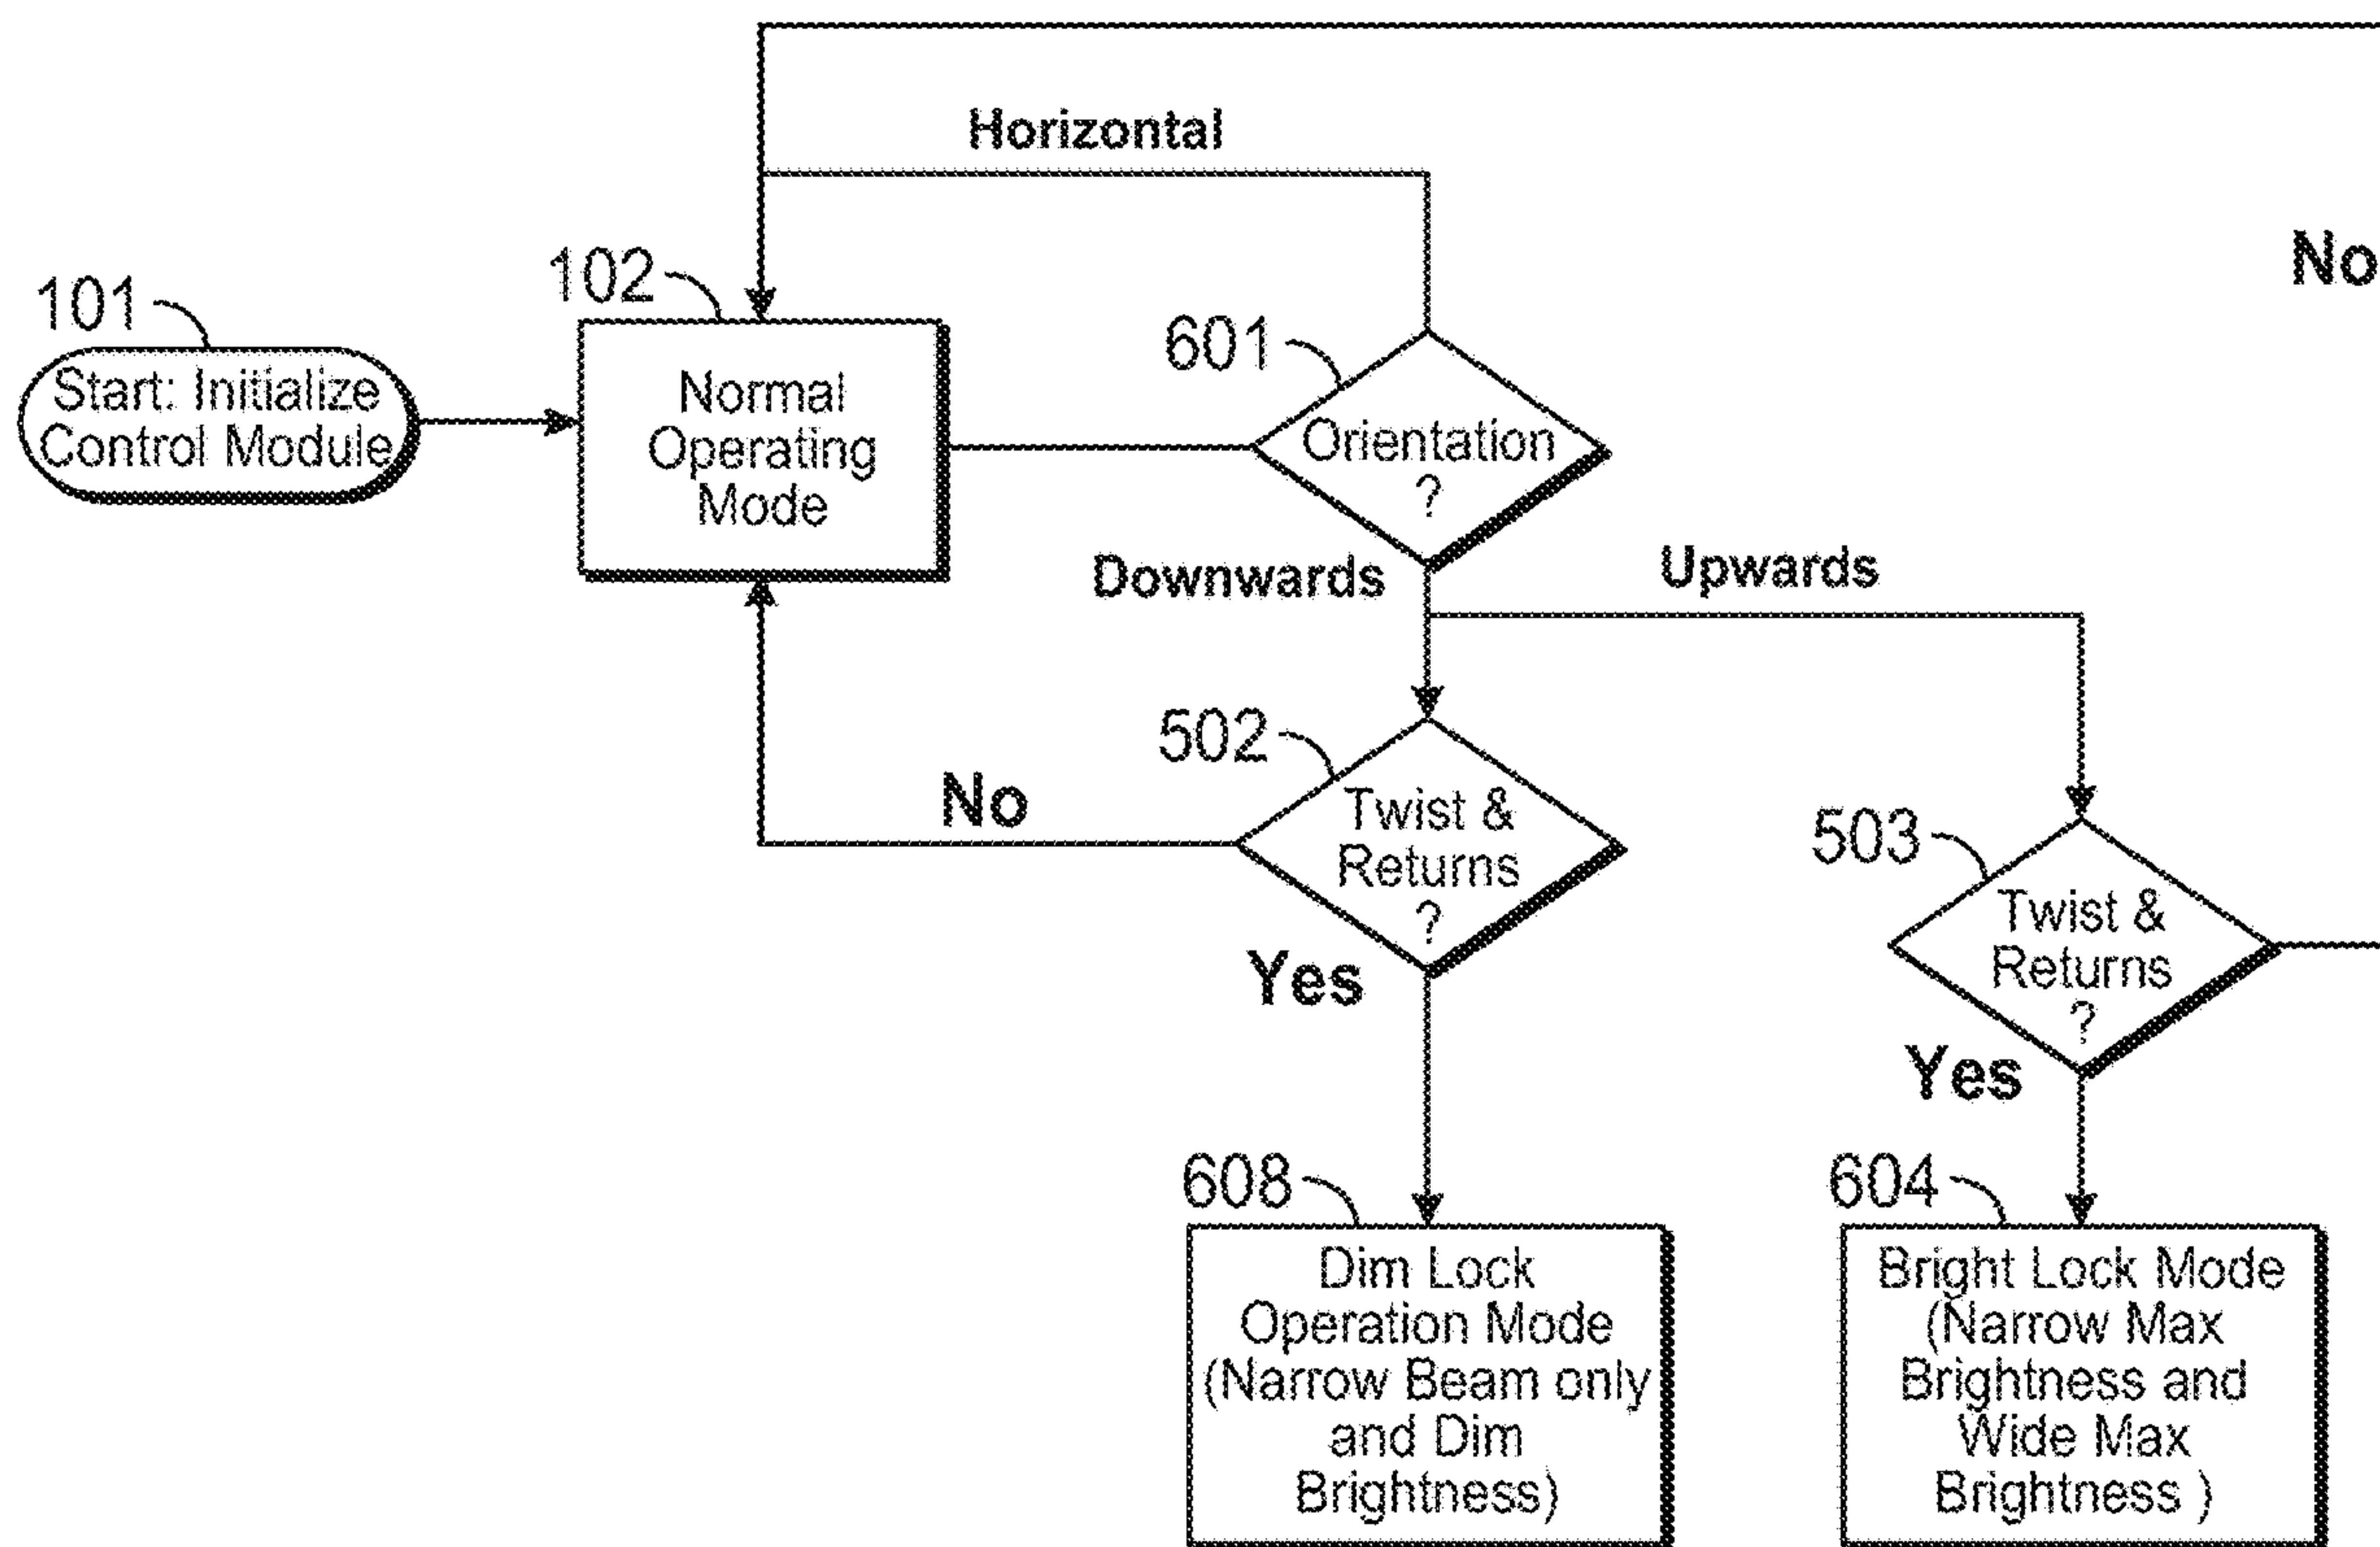 Horizontal
No
102
101
601
Start: Initialize
Control Module
Normal
Operating
Mode
Orientation
?
Downwards
Upwards
502
No
Twist &
Returns
?
503
Twist &
Returns
?
Yes
Yes
608
604
Dim Lock
Operation Mode
(Narrow Beam only
and Dim
Brightness)
Bright Lock Mode
(Narrow Max
Brightness and
Wide Max
Brightness )